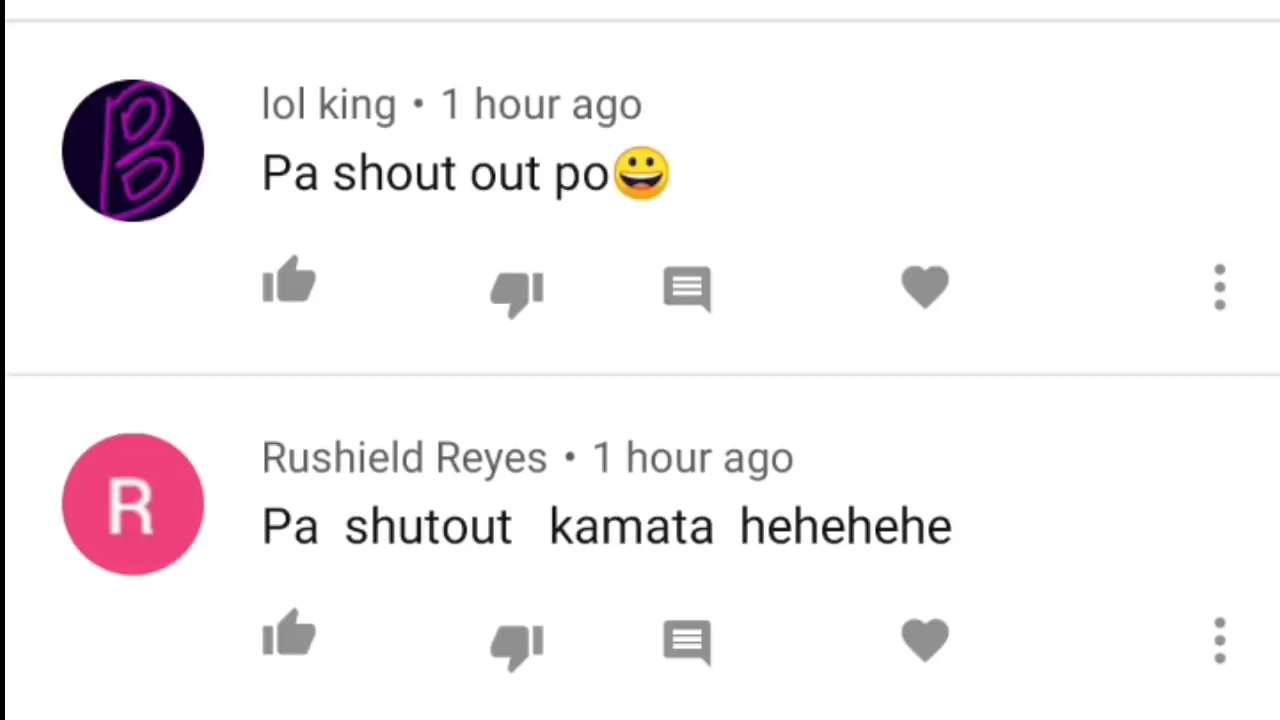 lol king • 1 hour ago
Pa shout out po😀
R
Rushield Reyes • 1 hour ago
Pa shutout kamata hehehehe